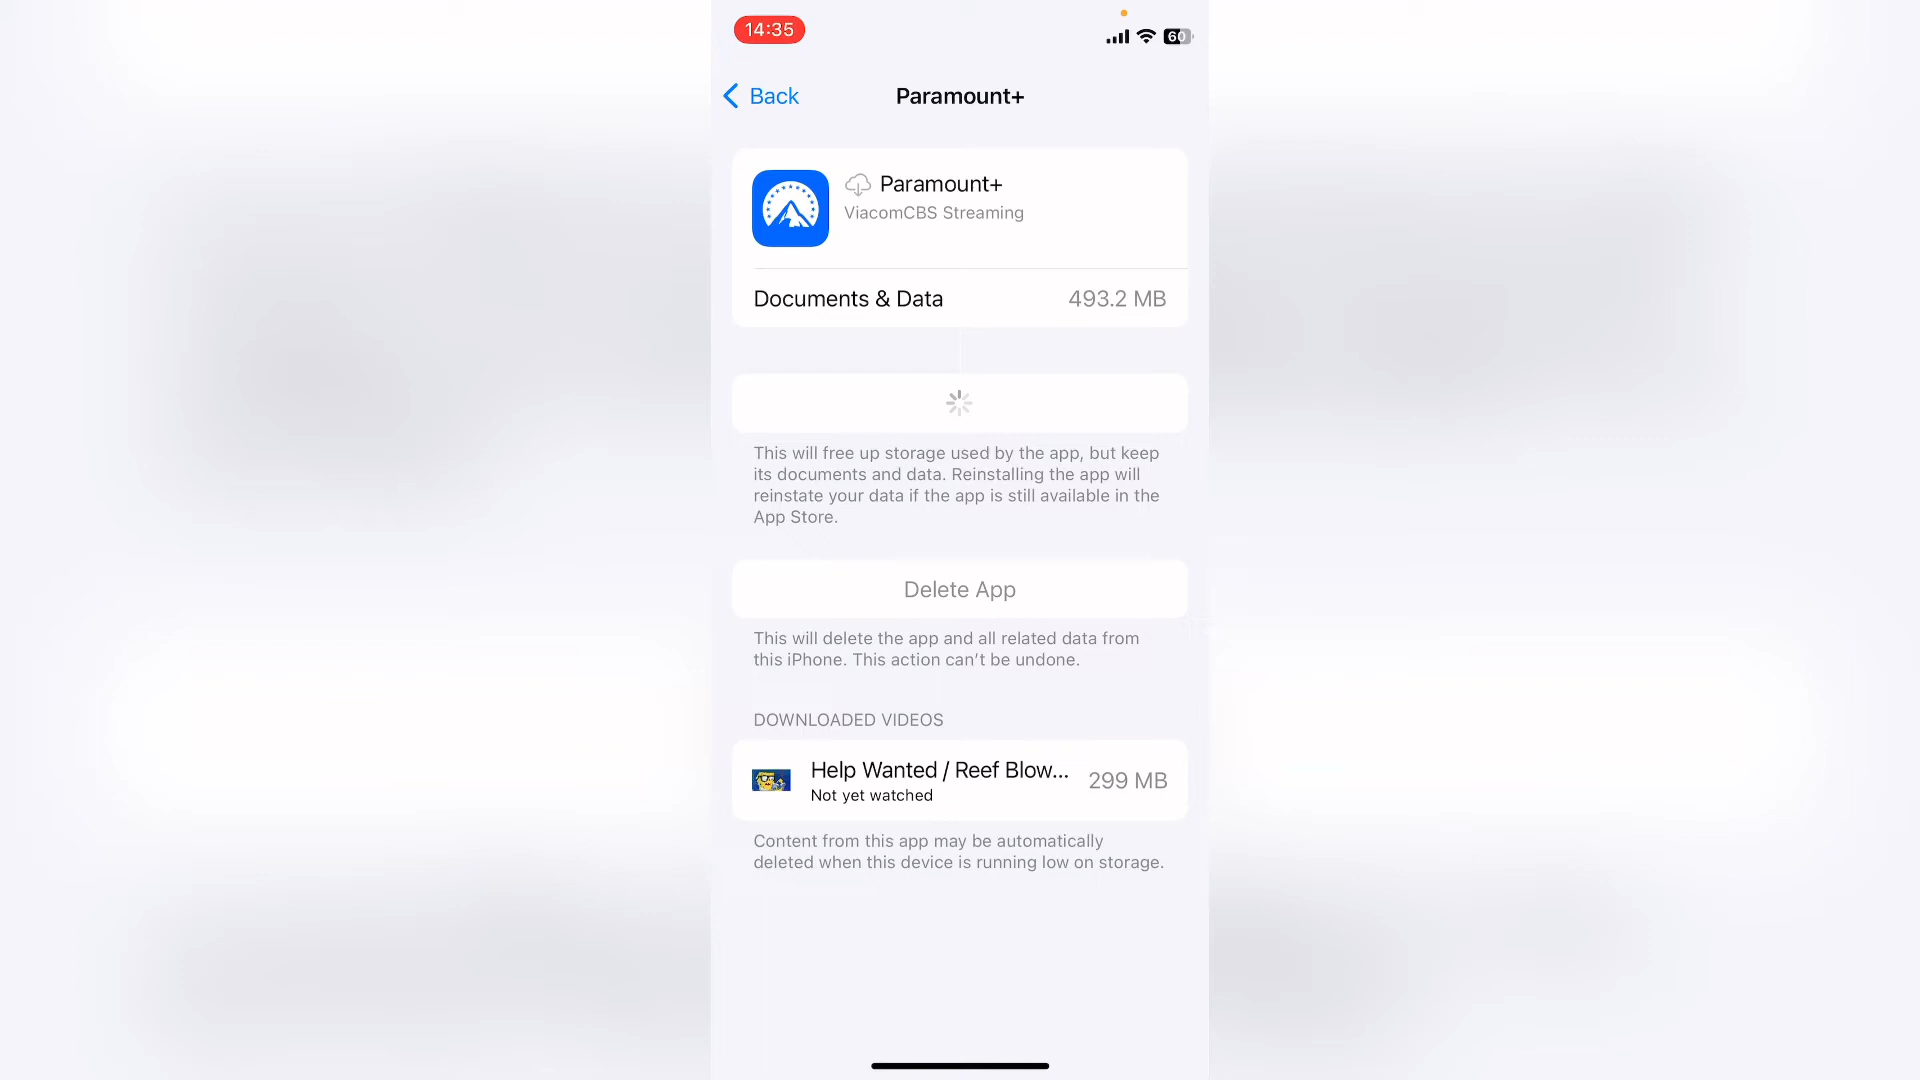 14:35
60
Back
Paramount+
Paramount+
ViacomCBS Streaming
Documents & Data
493.2 MB
This will free up storage used by the app, but keep
its documents and data. Reinstalling the app will
reinstate your data if the app is still available in the
App Store.
Delete App
This will delete the app and all related data from
this iPhone. This action can’t be undone.
DOWNLOADED VIDEOS
Help Wanted / Reef Blow...
299 MB
Not yet watched
Content from this app may be automatically
deleted when this device is running low on storage.